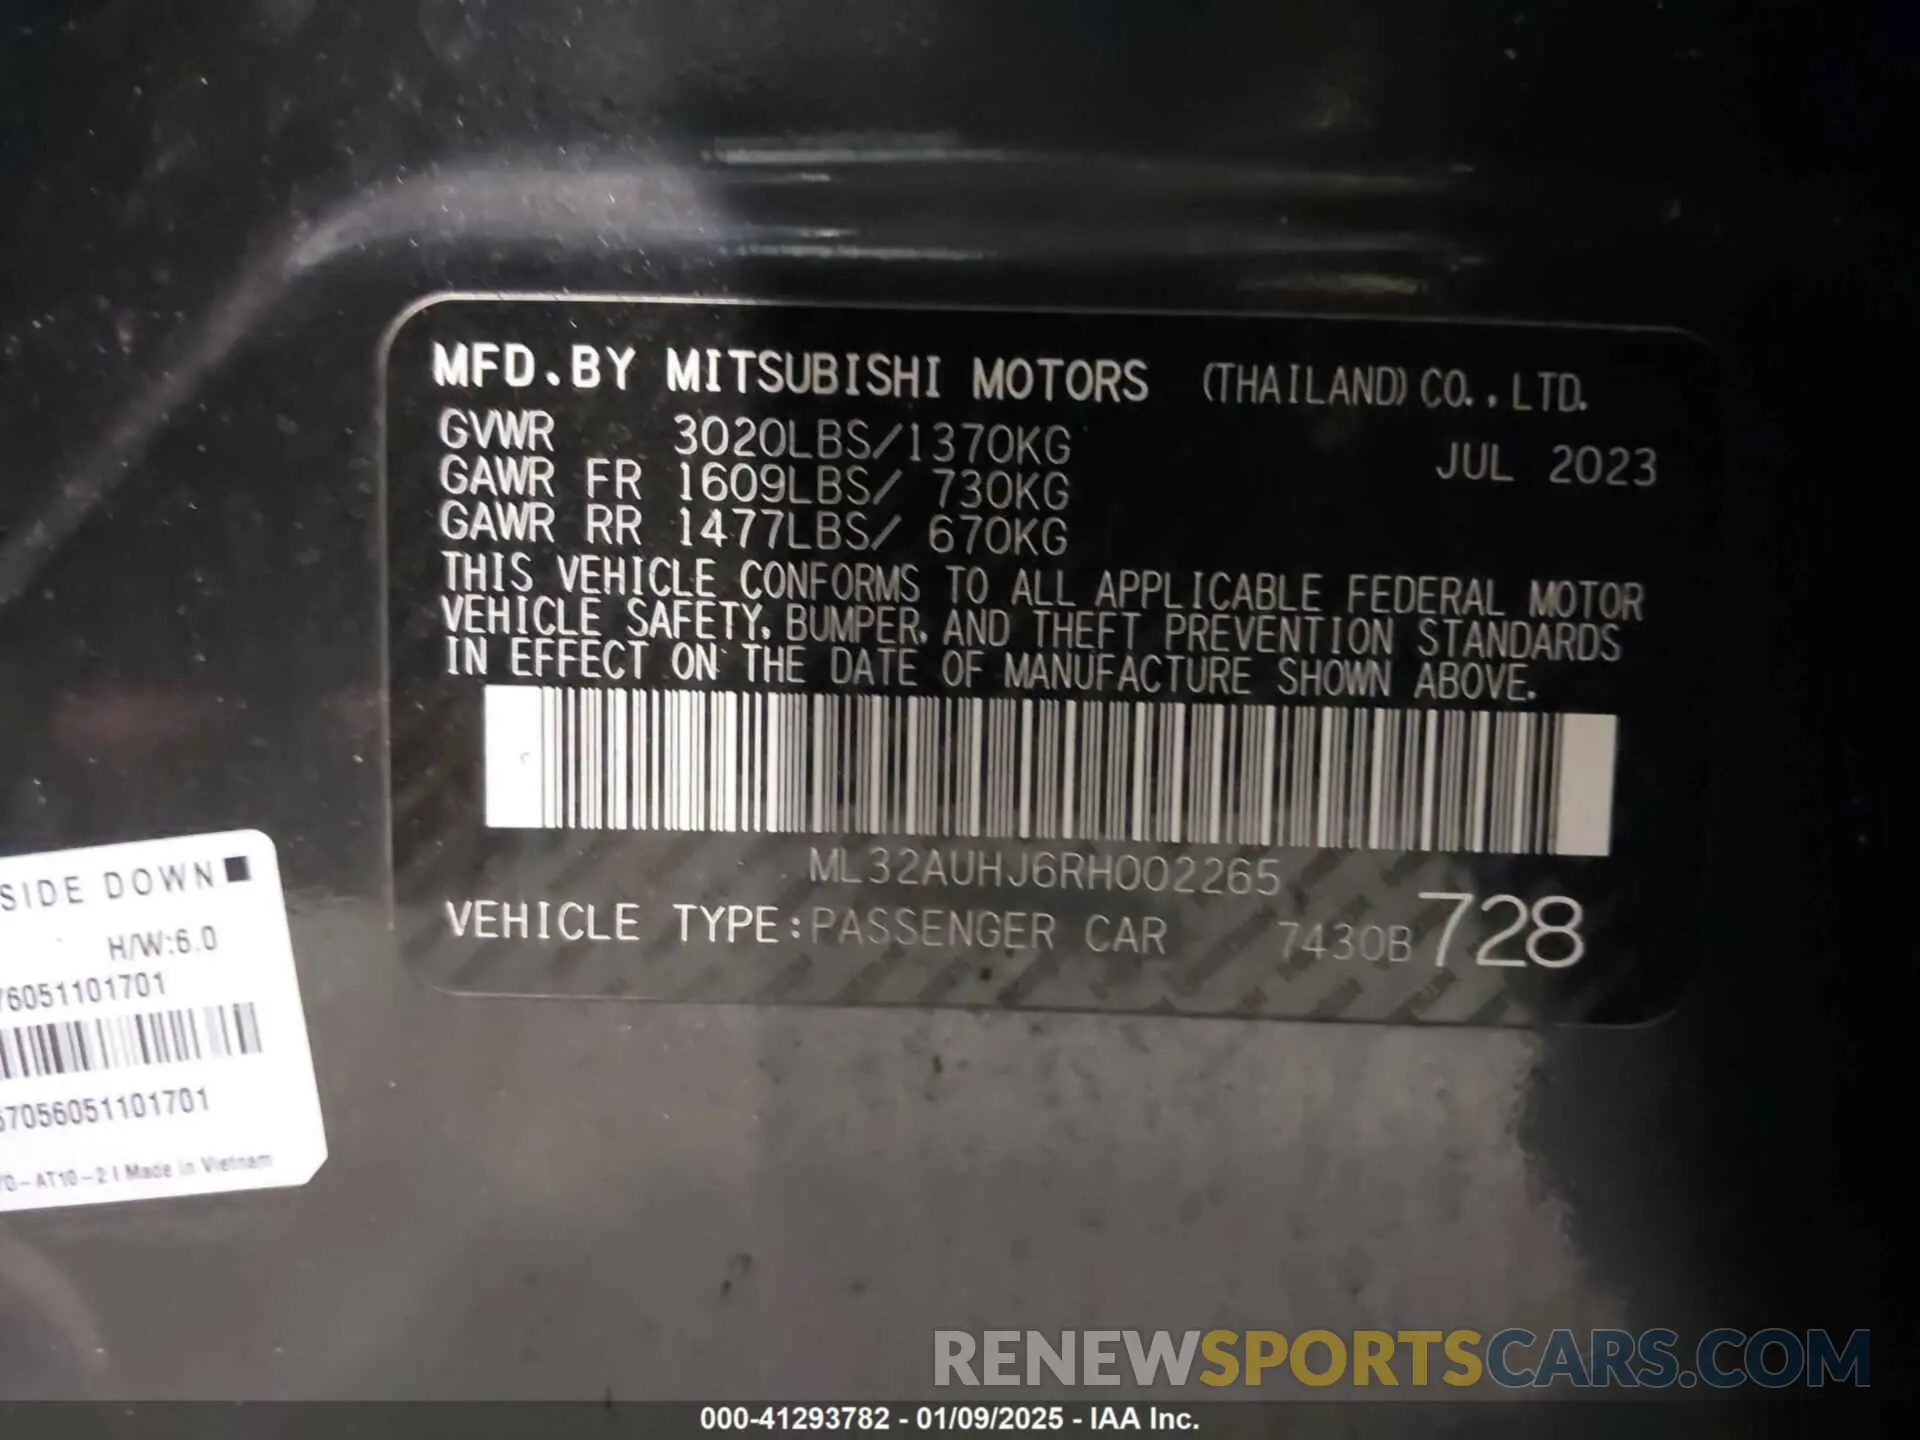 MFD.BY MITSUBISHI MOTORS (THAILAND) CO.,LTD.
GVWR 3020LBS/1370KG JUL 2023
GAWR FR 1609LBS/ 730KG
GAWR RR 1477LBS/ 670KG
THIS VEHICLE CONFORMS TO ALL APPLICABLE FEDERAL MOTOR
VEHICLE SAFETY, BUMPER, AND THEFT PREVENTION STANDARDS
IN EFFECT ON THE DATE OF MANUFACTURE SHOWN ABOVE.
ML32AUHJ6RH002265
VEHICLE TYPE:PASSENGER CAR 7430B 728
SIDE DOWN
H/W:6.0
76051101701
67056051101701
-AT10-2 | Made in Vietnam
RENEWSPORTSCARS.COM
000-41293782 - 01/09/2025 - IAA Inc.